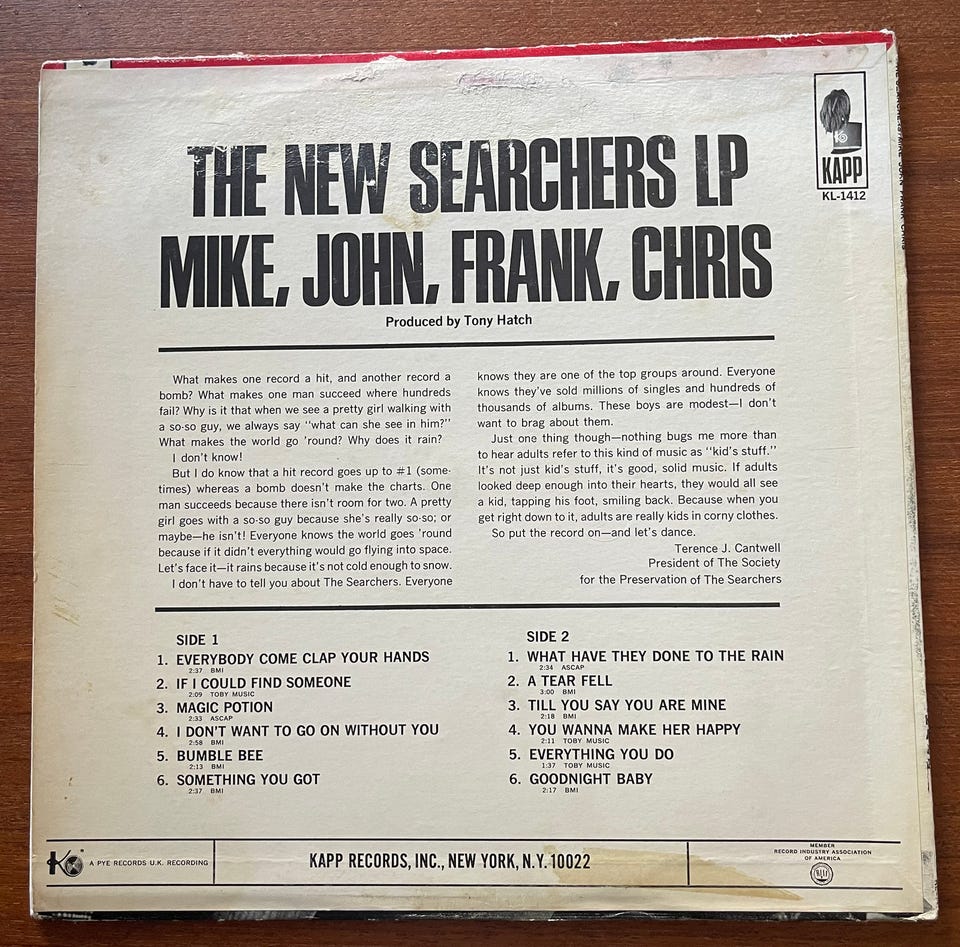 THE NEW SEARCHERS LP
MIKE, JOHN, FRANK, CHRIS
Produced by Tony Hatch
KAPP
KL-1412
What makes one record a hit, and another record a
bomb? What makes one man succeed where hundreds
fail? Why is it that when we see a pretty girl walking with
a so-so guy, we always say "what can she see in him?"
What makes the world go 'round? Why does it rain?
I don't know!
But I do know that a hit record goes up to #1 (some-
times) whereas a bomb doesn't make the charts. One
man succeeds because there isn't room for two. A pretty
girl goes with a so-so guy because she's really so-so; or
maybe—he isn't! Everyone knows the world goes 'round
because if it didn't everything would go flying into space.
Let's face it—it rains because it's not cold enough to snow.
I don't have to tell you about The Searchers. Everyone
knows they are one of the top groups around. Everyone
knows they've sold millions of singles and hundreds of
thousands of albums. These boys are modest—I don't
want to brag about them.
Just one thing though—nothing bugs me more than
to hear adults refer to this kind of music as "kid's stuff."
It's not just kid's stuff, it's good, solid music. If adults
looked deep enough into their hearts, they would all see
a kid, tapping his foot, smiling back. Because when you
get right down to it, adults are really kids in corny clothes.
So put the record on—and let's dance.
Terence J. Cantwell
President of The Society
for the Preservation of The Searchers
SIDE 1
1. EVERYBODY COME CLAP YOUR HANDS
2:37 BMI
2. IF I COULD FIND SOMEONE
2:09 TOBY MUSIC
3. MAGIC POTION
2:33 ASCAP
4. I DON'T WANT TO GO ON WITHOUT YOU
2:58 BMI
5. BUMBLE BEE
2:13 BMI
6. SOMETHING YOU GOT
2:37 BMI
SIDE 2
1. WHAT HAVE THEY DONE TO THE RAIN
2:34 ASCAP
2. A TEAR FELL
3:00 BMI
3. TILL YOU SAY YOU ARE MINE
2:18 BMI
4. YOU WANNA MAKE HER HAPPY
2:11 TOBY MUSIC
5. EVERYTHING YOU DO
1:37 TOBY MUSIC
6. GOODNIGHT BABY
2:17 BMI
A PYE RECORDS U.K. RECORDING
KAPP RECORDS, INC., NEW YORK, N.Y. 10022
MEMBER
RECORD INDUSTRY ASSOCIATION
OF AMERICA